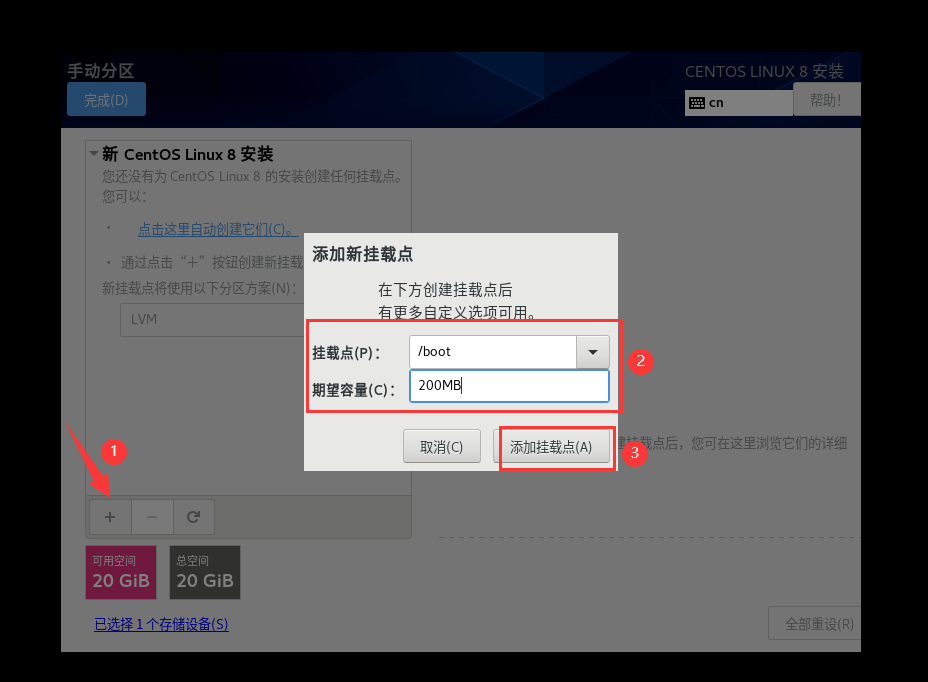 手动分区
CENTOS LINUX 8 安装
完成(D)
cn
帮助!
新 CentOS Linux 8 安装
您还没有为 CentOS Linux 8 的安装创建任何挂载点。
您可以:
· 点击这里自动创建它们(C)。
· 通过点击“+”按钮创建新挂载
新挂载点将使用以下分区方案(N):
LVM
添加新挂载点
在下方创建挂载点后
有更多自定义选项可用。
挂载点(P):
/boot
期望容量(C):
200MB
2
取消(C)
添加挂载点(A)
3
建挂载点后，您可在这里浏览它们的详细
1
+
−
可用空间
20 GiB
总空间
20 GiB
已选择 1 个存储设备(S)
全部重设(R)